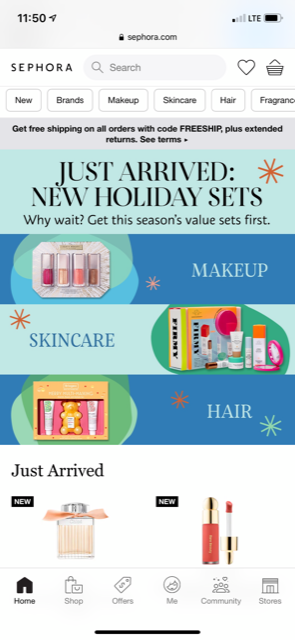 11:50
LTE
sephora.com
SEPHORA
Search
New
Brands
Makeup
Skincare
Hair
Fragranc
Get free shipping on all orders with code FREESHIP, plus extended
returns. See terms ▸
JUST ARRIVED:
NEW HOLIDAY SETS
Why wait? Get this season's value sets first.
MAKEUP
SKINCARE
FIRMY
HAIR
Just Arrived
NEW
NEW
Home
Shop
Offers
Me
Community
Stores